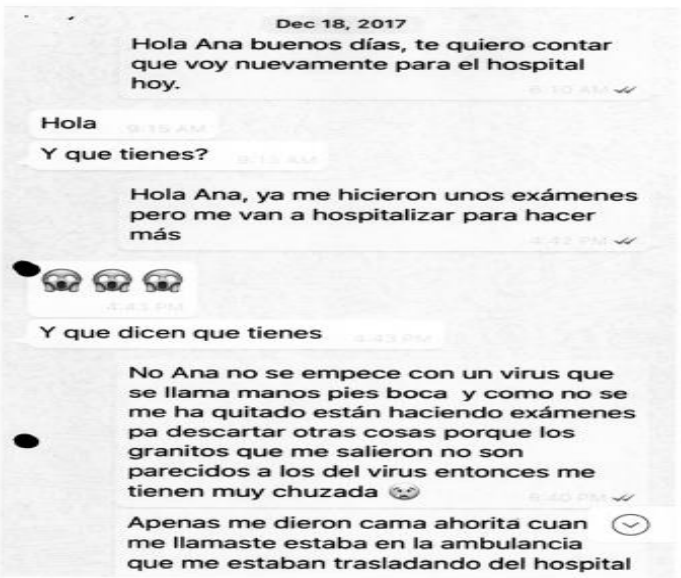 Dec 18, 2017
Hola Ana buenos días, te quiero contar
que voy nuevamente para el hospital
hoy.
6:10 AM
Hola
9:15 AM
Y que tienes?
9:15 AM
Hola Ana, ya me hicieron unos exámenes
pero me van a hospitalizar para hacer
más
4:42 PM
4:43 PM
Y que dicen que tienes
4:43 PM
No Ana no se empece con un virus que
se llama manos pies boca y como no se
me ha quitado están haciendo exámenes
pa descartar otras cosas porque los
granitos que me salieron no son
parecidos a los del virus entonces me
tienen muy chuzada
Apenas me dieron cama ahorita cuan
me llamaste estaba en la ambulancia
que me estaban trasladando del hospital